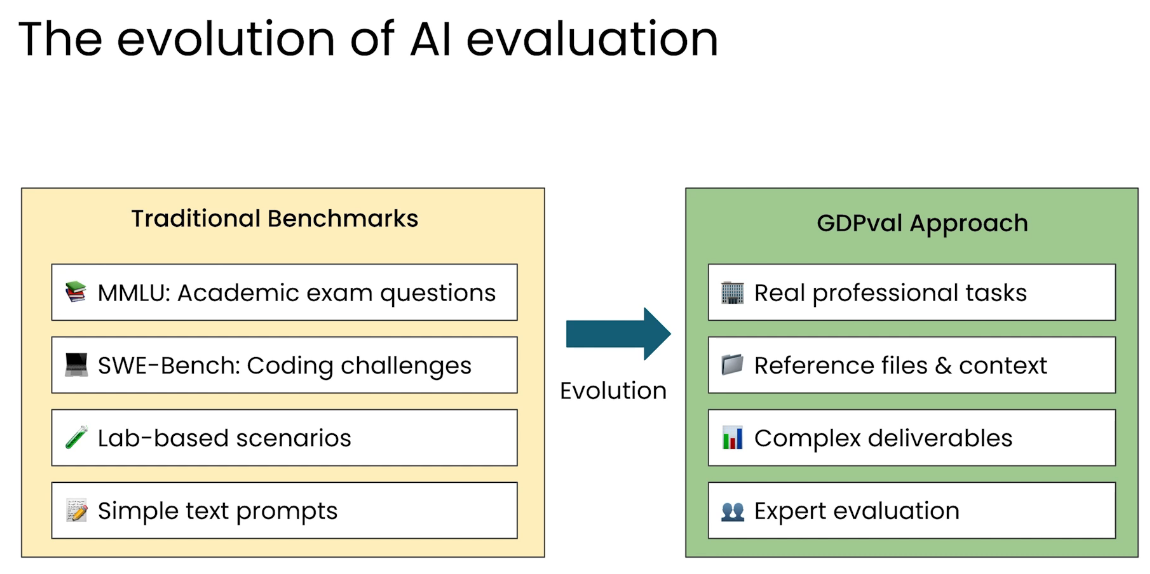 The evolution of AI evaluation
Traditional Benchmarks
MMLU: Academic exam questions
SWE-Bench: Coding challenges
Lab-based scenarios
Simple text prompts
Evolution
GDPval Approach
Real professional tasks
Reference files & context
Complex deliverables
Expert evaluation